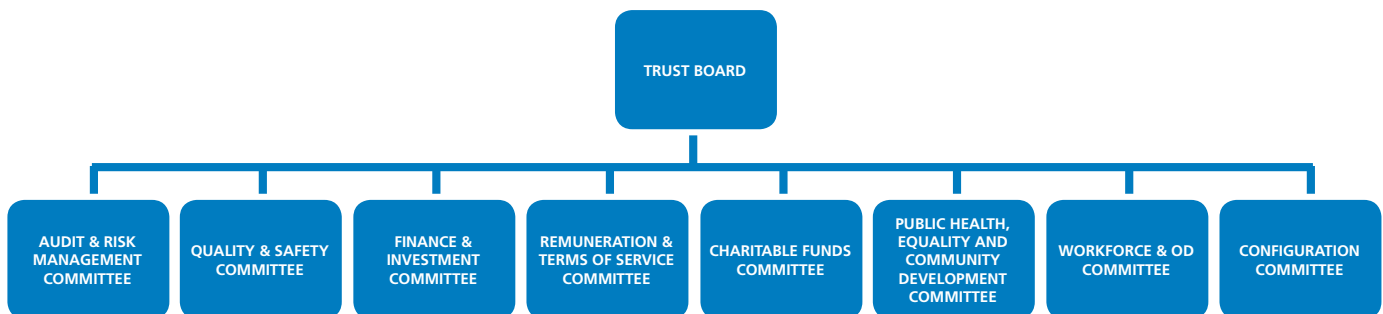 TRUST BOARD
AUDIT & RISK
MANAGEMENT
COMMITTEE
QUALITY & SAFETY
COMMITTEE
FINANCE &
INVESTMENT
COMMITTEE
REMUNERATION &
TERMS OF SERVICE
COMMITTEE
CHARITABLE FUNDS
COMMITTEE
PUBLIC HEALTH,
EQUALITY AND
COMMUNITY
DEVELOPMENT
COMMITTEE
WORKFORCE & OD
COMMITTEE
CONFIGURATION
COMMITTEE